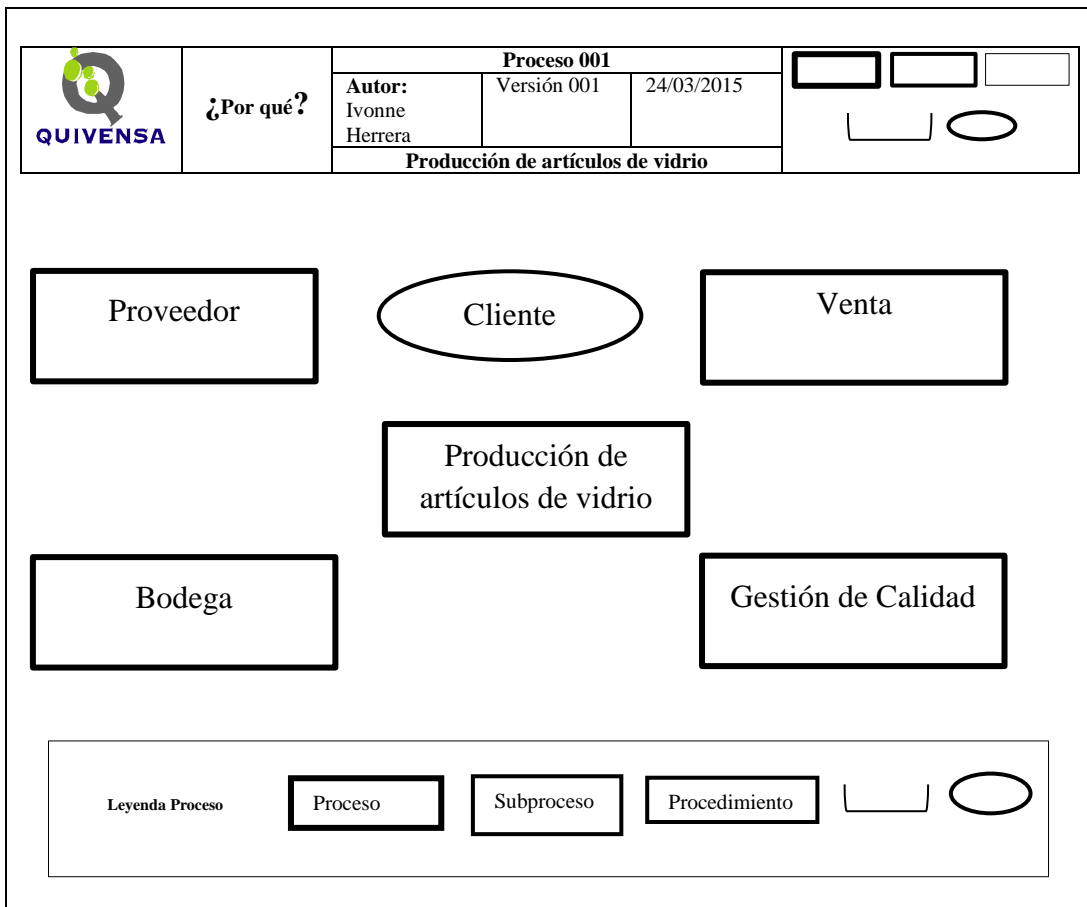 QUIVENSA
¿Por qué?
Proceso 001
Autor:
Ivonne
Herrera
Versión 001
24/03/2015
Producción de artículos de vidrio
Proveedor
Cliente
Venta
Producción de
artículos de vidrio
Bodega
Gestión de Calidad
Leyenda Proceso
Proceso
Subproceso
Procedimiento